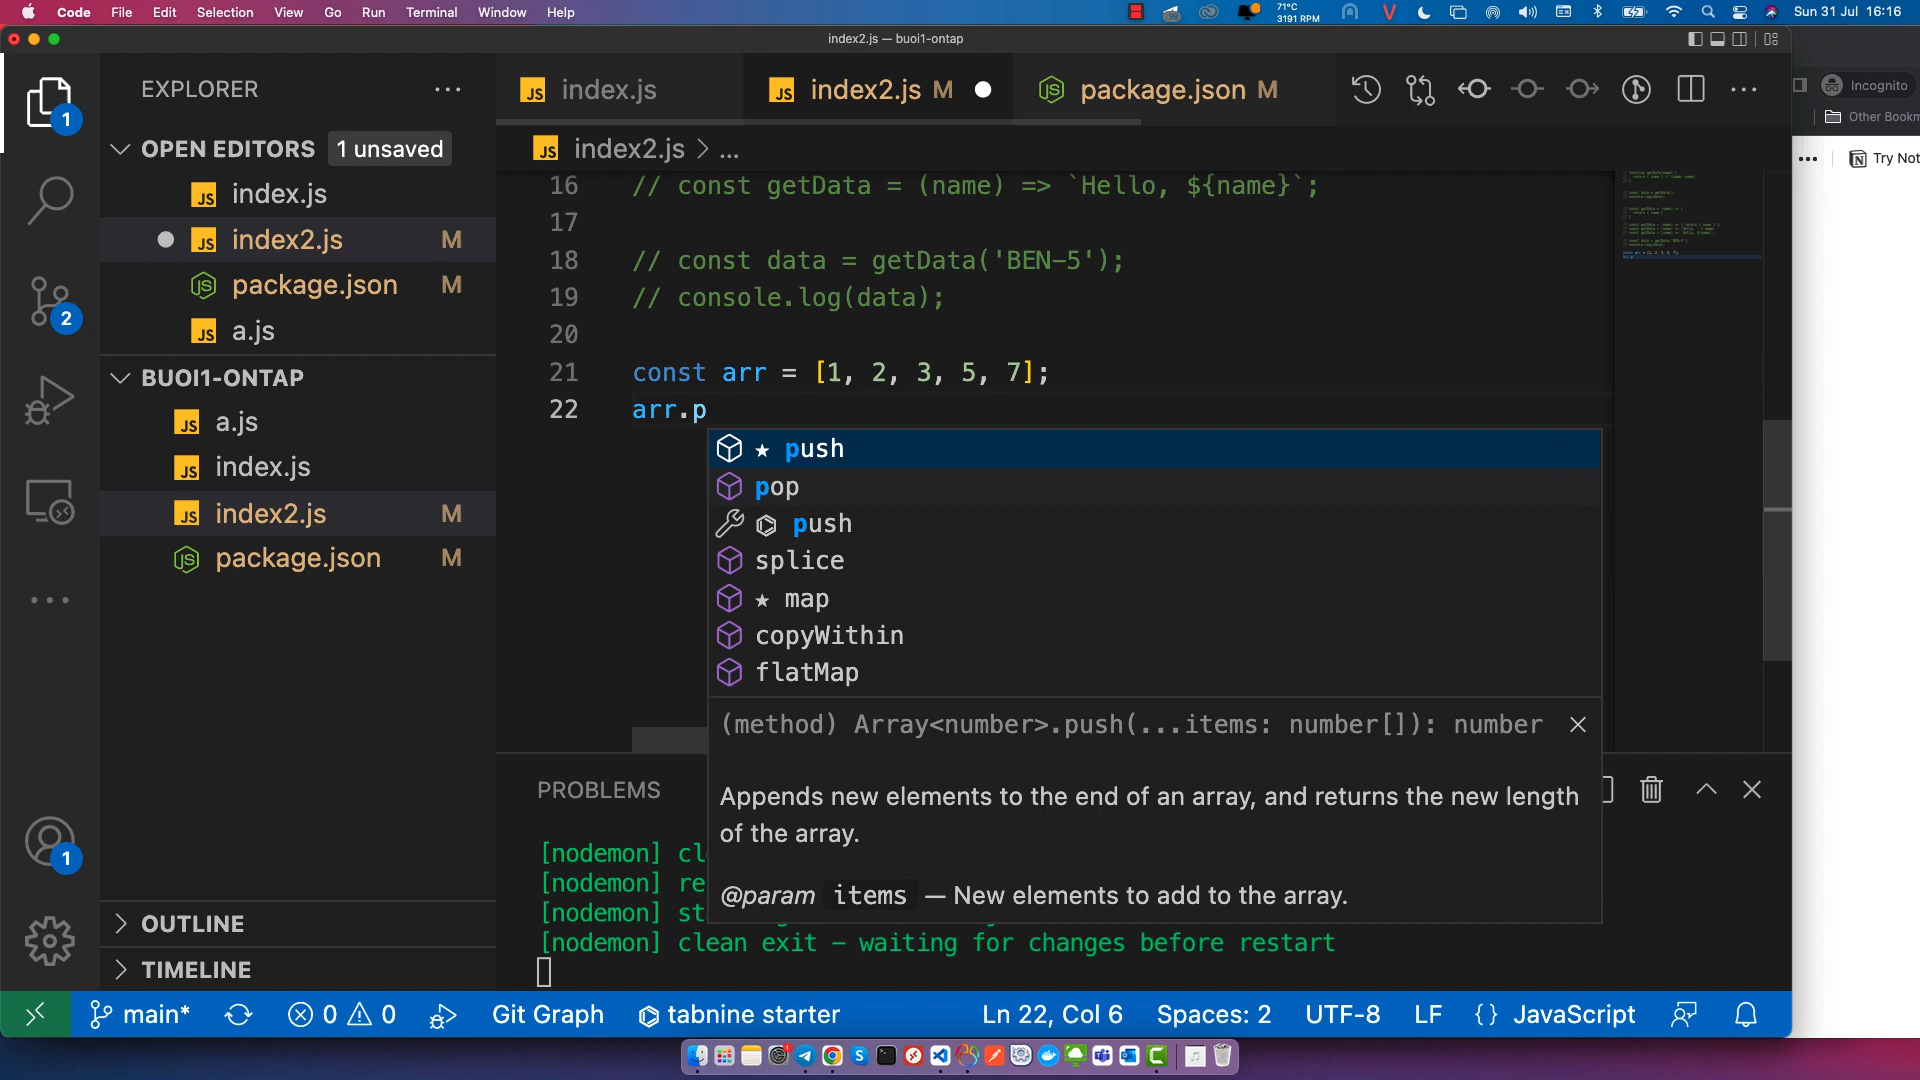 Code File Edit Selection View Go Run Terminal Window Help
71°C
3191 RPM
Sun 31 Jul 16:16
index2.js — buoi1-ontap
EXPLORER
OPEN EDITORS 1 unsaved
index.js
index2.js M
package.json M
a.js
BUOI1-ONTAP
a.js
index.js
index2.js M
package.json M
OUTLINE
TIMELINE
1
2
1
index.js index2.js M package.json M
index2.js > ...
16 // const getData = (name) => `Hello, ${name}`;
17
18 // const data = getData('BEN-5');
19 // console.log(data);
20
21 const arr = [1, 2, 3, 5, 7];
22 arr.p
★ push
pop
push
splice
★ map
copyWithin
flatMap
(method) Array<number>.push(...items: number[]): number
Appends new elements to the end of an array, and returns the new length
of the array.
@param items — New elements to add to the array.
PROBLEMS
[nodemon] cl
[nodemon] re
[nodemon] st
[nodemon] clean exit - waiting for changes before restart
main* 0 0 Git Graph tabnine starter Ln 22, Col 6 Spaces: 2 UTF-8 LF {} JavaScript
Incognito
Other Bookm
Try Not